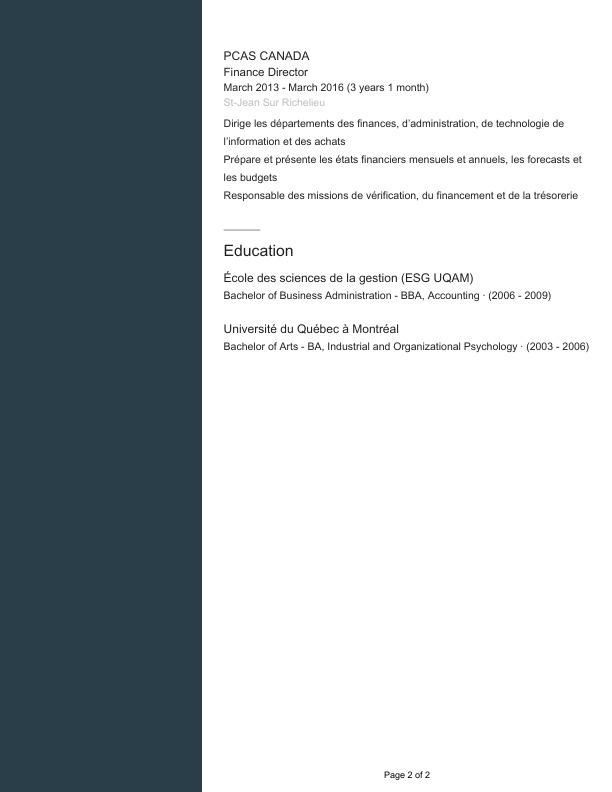 PCAS CANADA
Finance Director
March 2013 - March 2016 (3 years 1 month)
St-Jean Sur Richelieu
Dirige les départements des finances, d’administration, de technologie de
l’information et des achats
Prépare et présente les états financiers mensuels et annuels, les forecasts et
les budgets
Responsable des missions de vérification, du financement et de la trésorerie
Education
École des sciences de la gestion (ESG UQAM)
Bachelor of Business Administration - BBA, Accounting · (2006 - 2009)
Université du Québec à Montréal
Bachelor of Arts - BA, Industrial and Organizational Psychology · (2003 - 2006)
Page 2 of 2